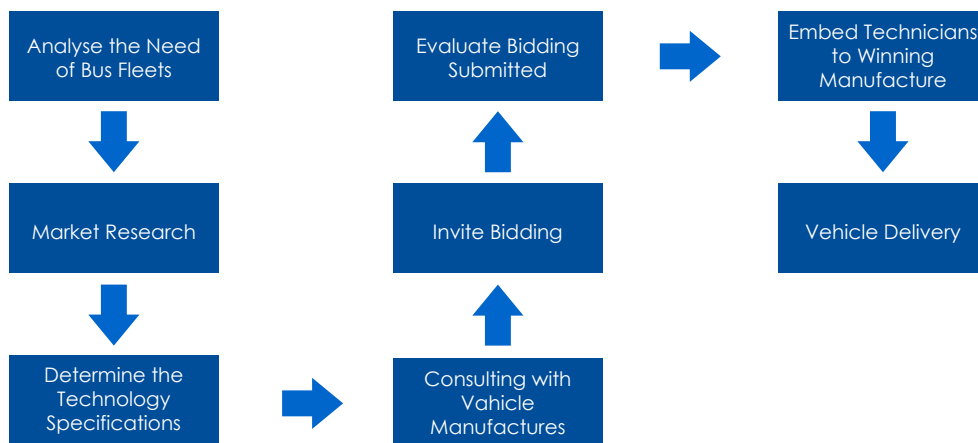 Analyse the Need
of Bus Fleets
Market Research
Determine the
Technology
Specifications
Consulting with
Vahicle
Manufactures
Invite Bidding
Evaluate Bidding
Submitted
Embed Technicians
to Winning
Manufacture
Vehicle Delivery